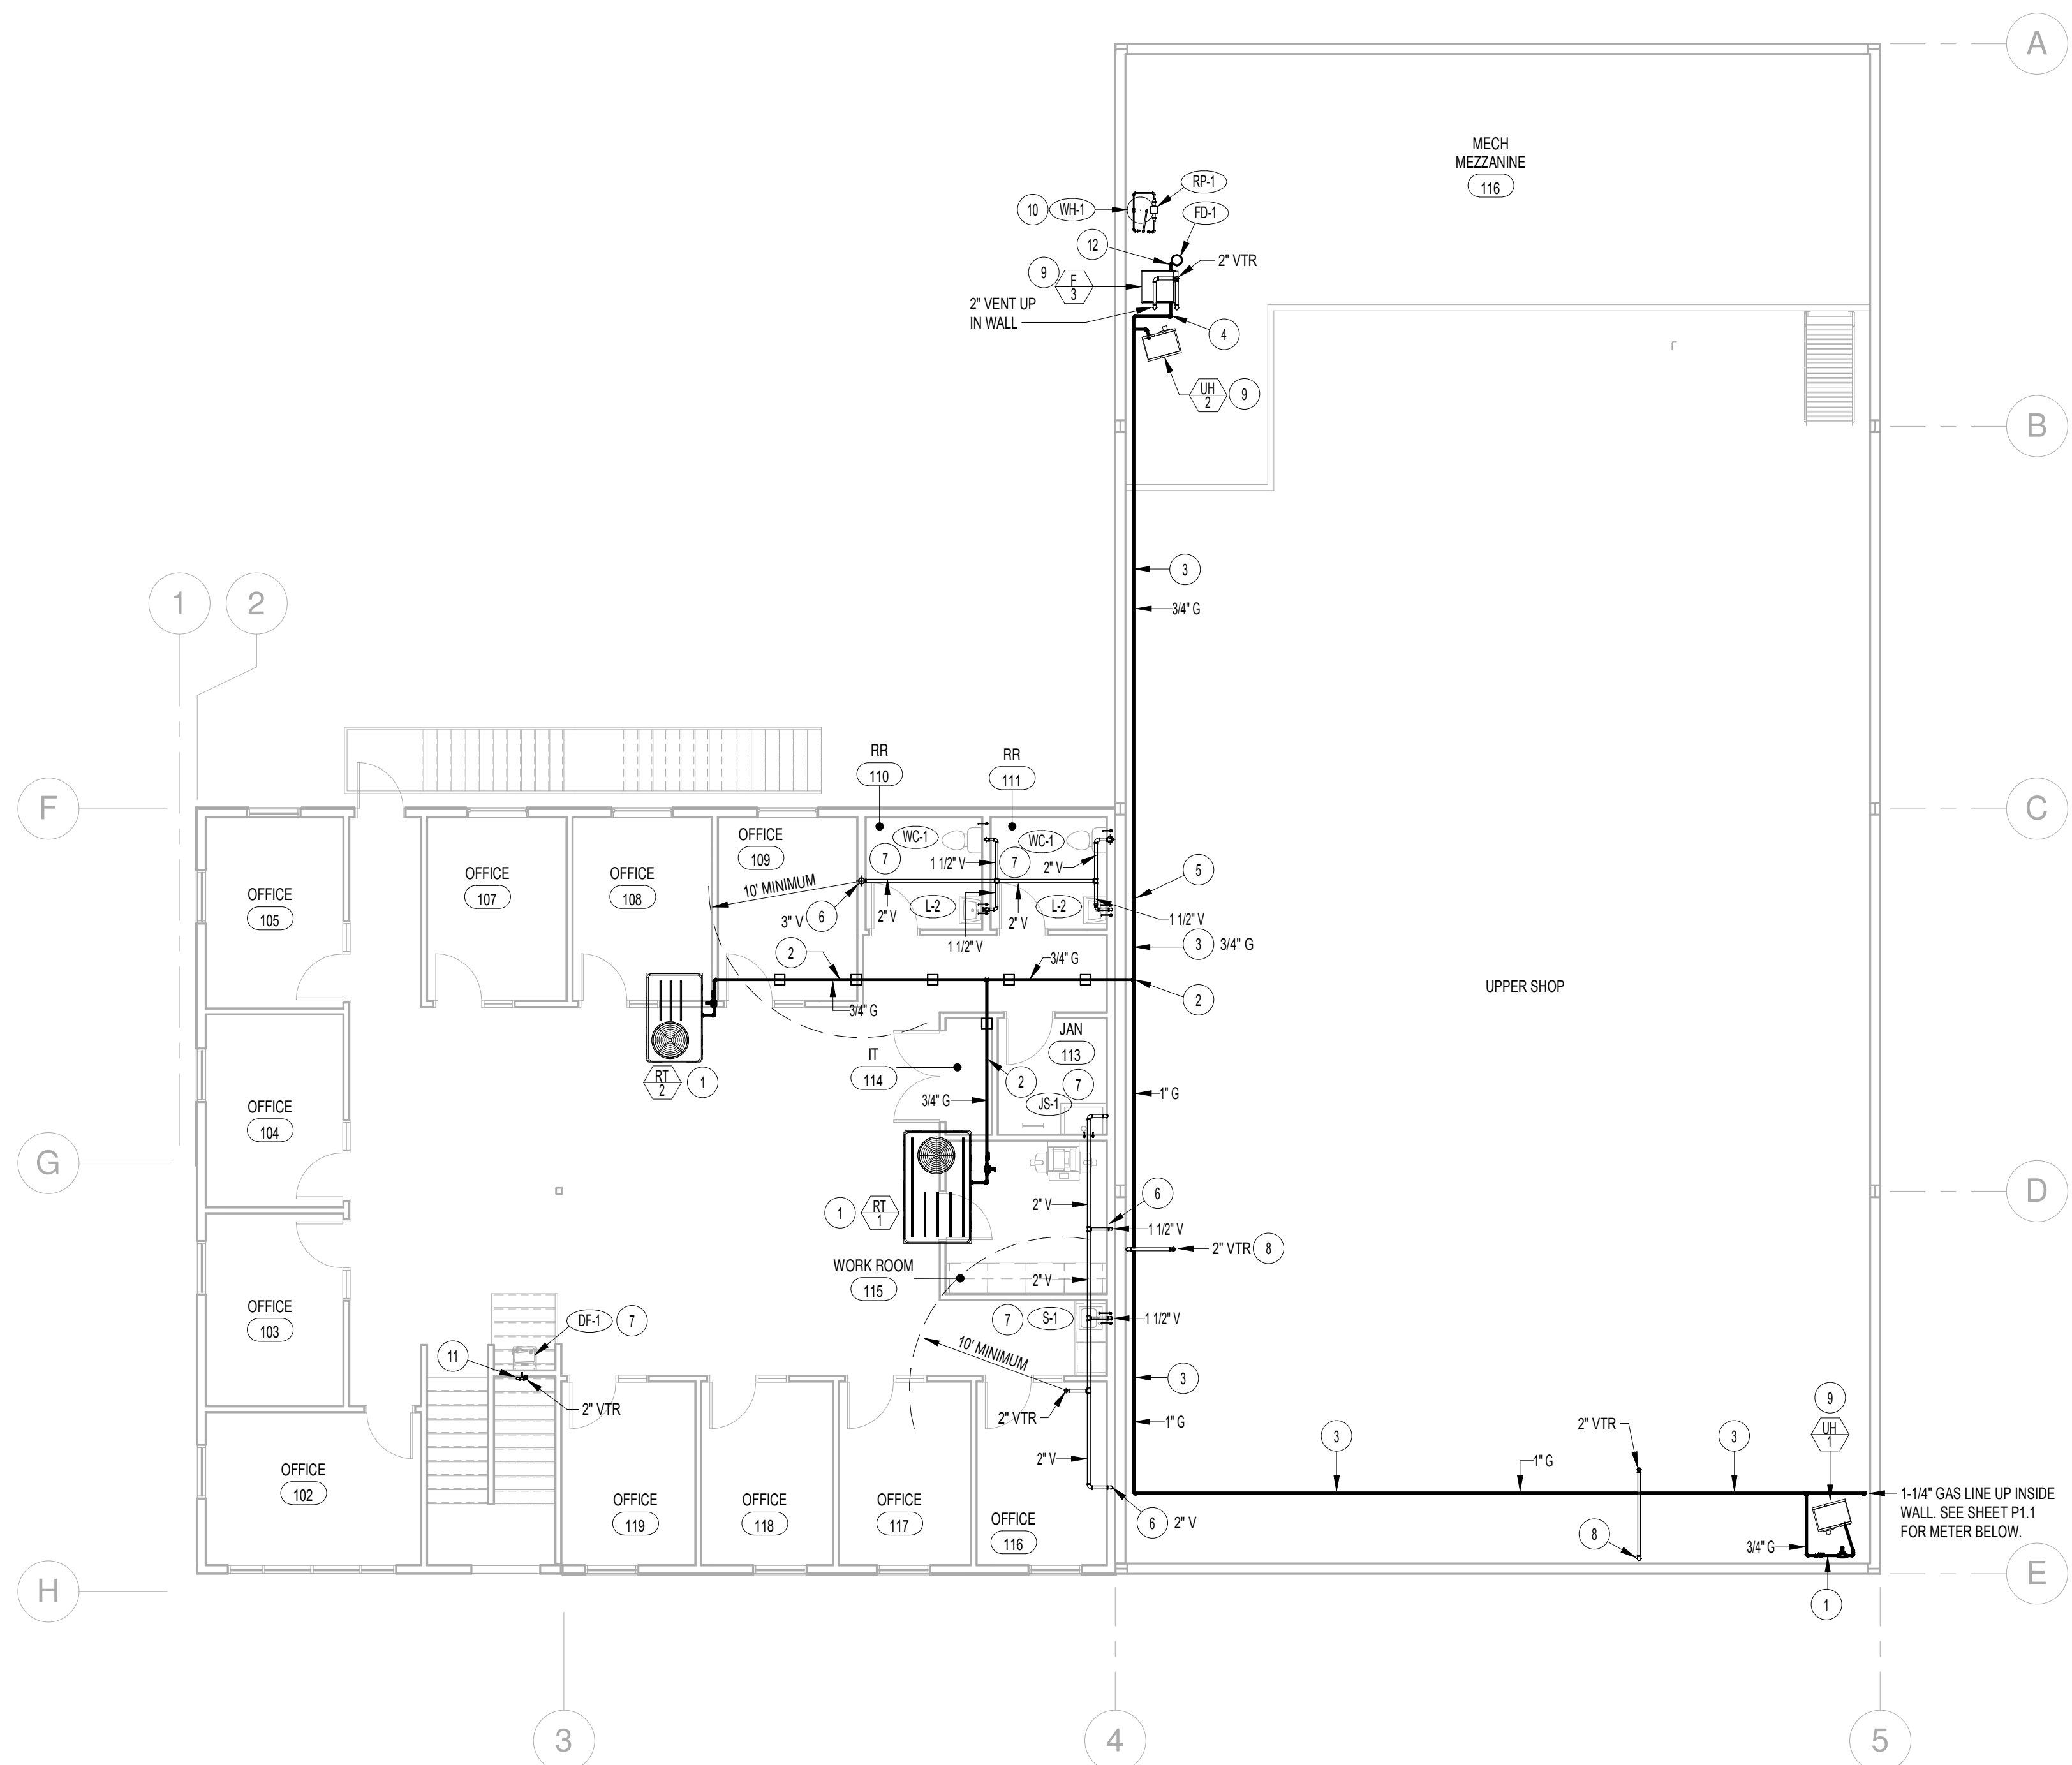 A
MECH
MEZZANINE
116
RP-1
10
WH-1
FD-1
12
2" VTR
9
F
3
2" VENT UP
IN WALL
4
UH
2
9
B
3
3/4" G
1
2
RR
110
RR
111
F
C
OFFICE
109
WC-1
WC-1
7
1 1/2" V
7
2" V
OFFICE
107
OFFICE
108
5
10' MINIMUM
OFFICE
105
3" V
6
2" V
L-2
2" V
L-2
1 1/2" V
1 1/2" V
3
3/4" G
2
3/4" G
UPPER SHOP
2
3/4" G
JAN
113
IT
114
RT
2
1
2
7
1" G
3/4" G
JS-1
OFFICE
104
G
D
1
RT
1
2" V
6
1 1/2" V
2" VTR
8
WORK ROOM
115
2" V
OFFICE
103
DF-1
7
7
S-1
1 1/2" V
11
10' MINIMUM
3
2" VTR
2" VTR
1" G
9
UH
1
2" VTR
3
3
2" V
1" G
OFFICE
102
1-1/4" GAS LINE UP INSIDE
WALL. SEE SHEET P1.1
FOR METER BELOW.
OFFICE
119
OFFICE
118
OFFICE
117
OFFICE
116
6
2" V
8
3/4" G
H
E
1
3
4
5